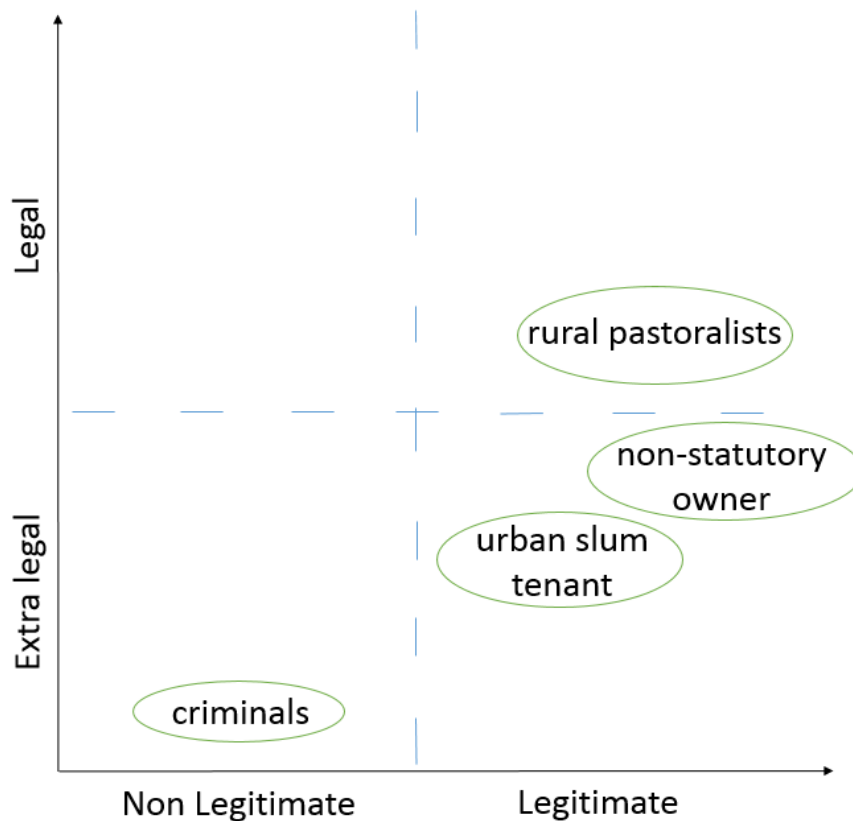 Legal
rural pastoralists
non-statutory
owner
urban slum
tenant
Extra legal
criminals
Non Legitimate
Legitimate